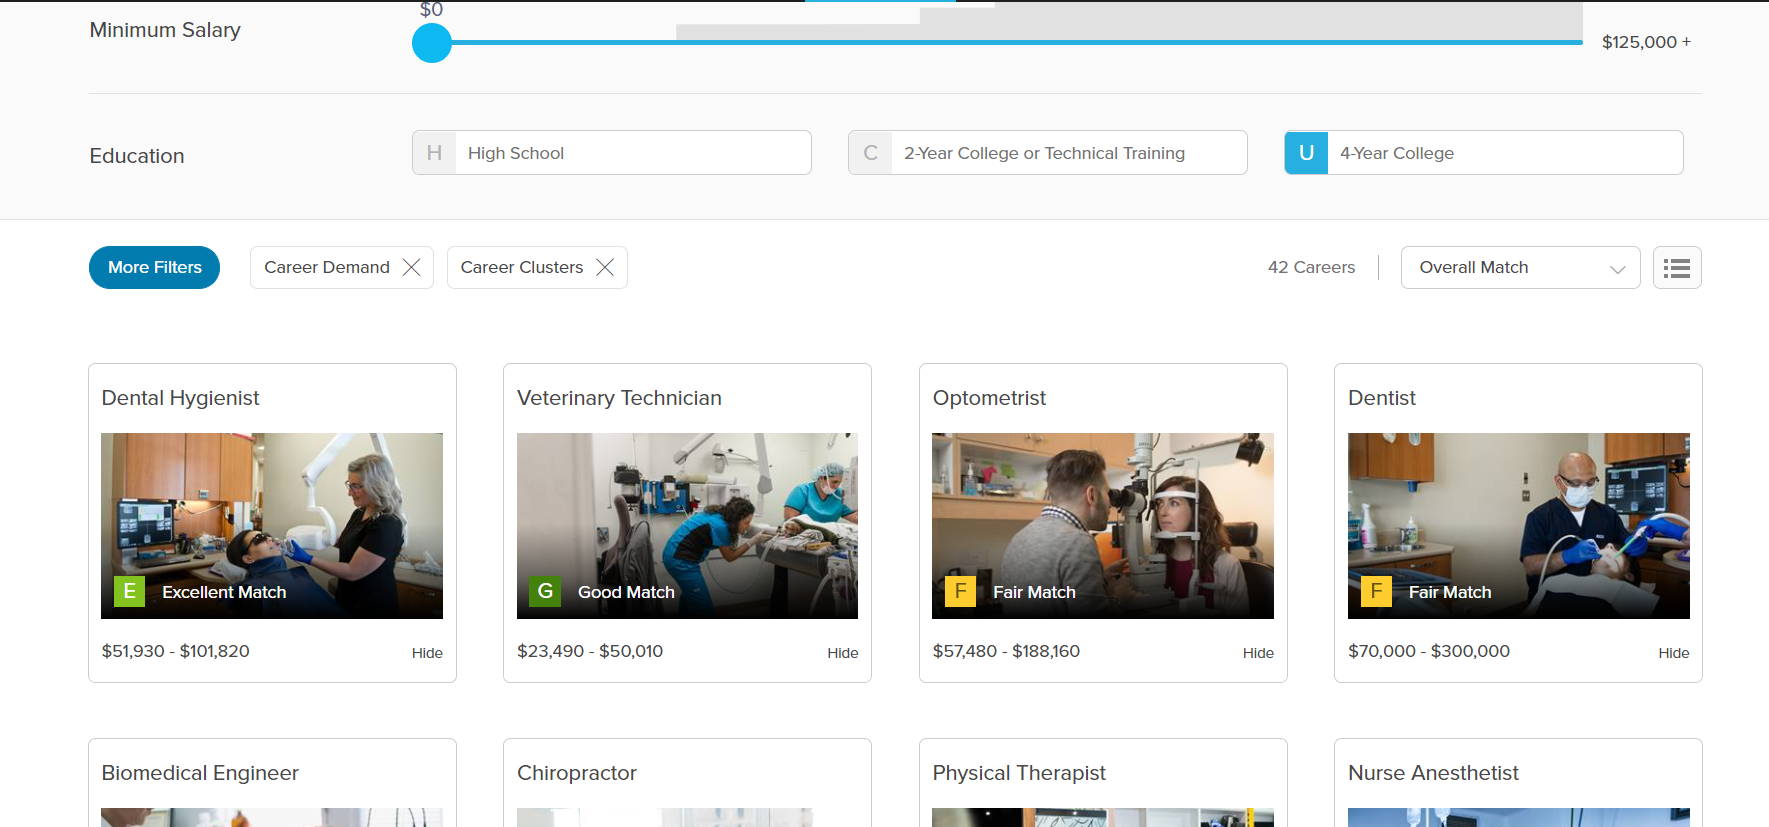 $0
Minimum Salary
$125,000 +
Education
H High School
C 2-Year College or Technical Training
U 4-Year College
More Filters
Career Demand
Career Clusters
42 Careers
Overall Match
Dental Hygienist
E Excellent Match
$51,930 - $101,820
Hide
Veterinary Technician
G Good Match
$23,490 - $50,010
Hide
Optometrist
F Fair Match
$57,480 - $188,160
Hide
Dentist
F Fair Match
$70,000 - $300,000
Hide
Biomedical Engineer
Chiropractor
Physical Therapist
Nurse Anesthetist